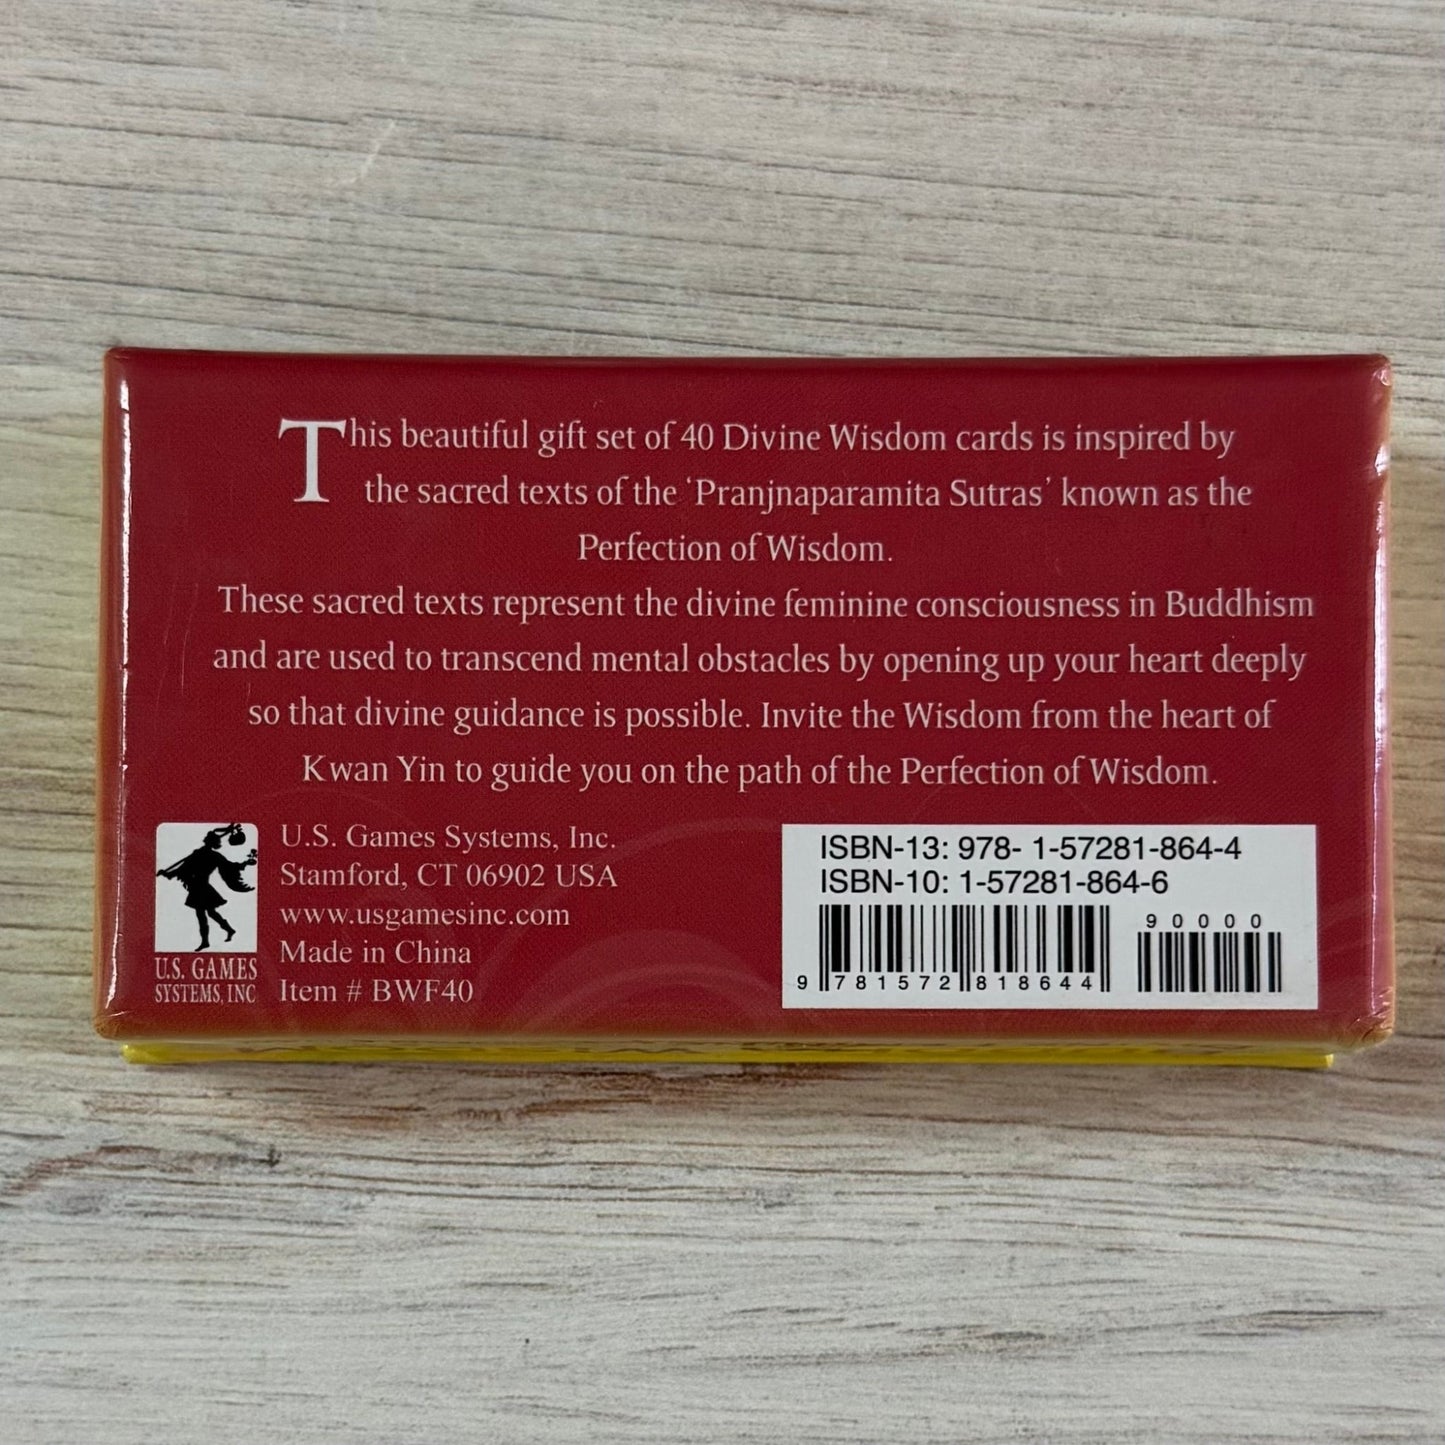 This beautiful gift set of 40 Divine Wisdom cards is inspired by
the sacred texts of the ‘Pranjnaparamita Sutras’ known as the
Perfection of Wisdom.
These sacred texts represent the divine feminine consciousness in Buddhism
and are used to transcend mental obstacles by opening up your heart deeply
so that divine guidance is possible. Invite the Wisdom from the heart of
Kwan Yin to guide you on the path of the Perfection of Wisdom.
U.S. GAMES
SYSTEMS, INC
U.S. Games Systems, Inc.
Stamford, CT 06902 USA
www.usgamesinc.com
Made in China
Item # BWF40
ISBN-13: 978- 1-57281-864-4
ISBN-10: 1-57281-864-6
90000
9 781572 818644